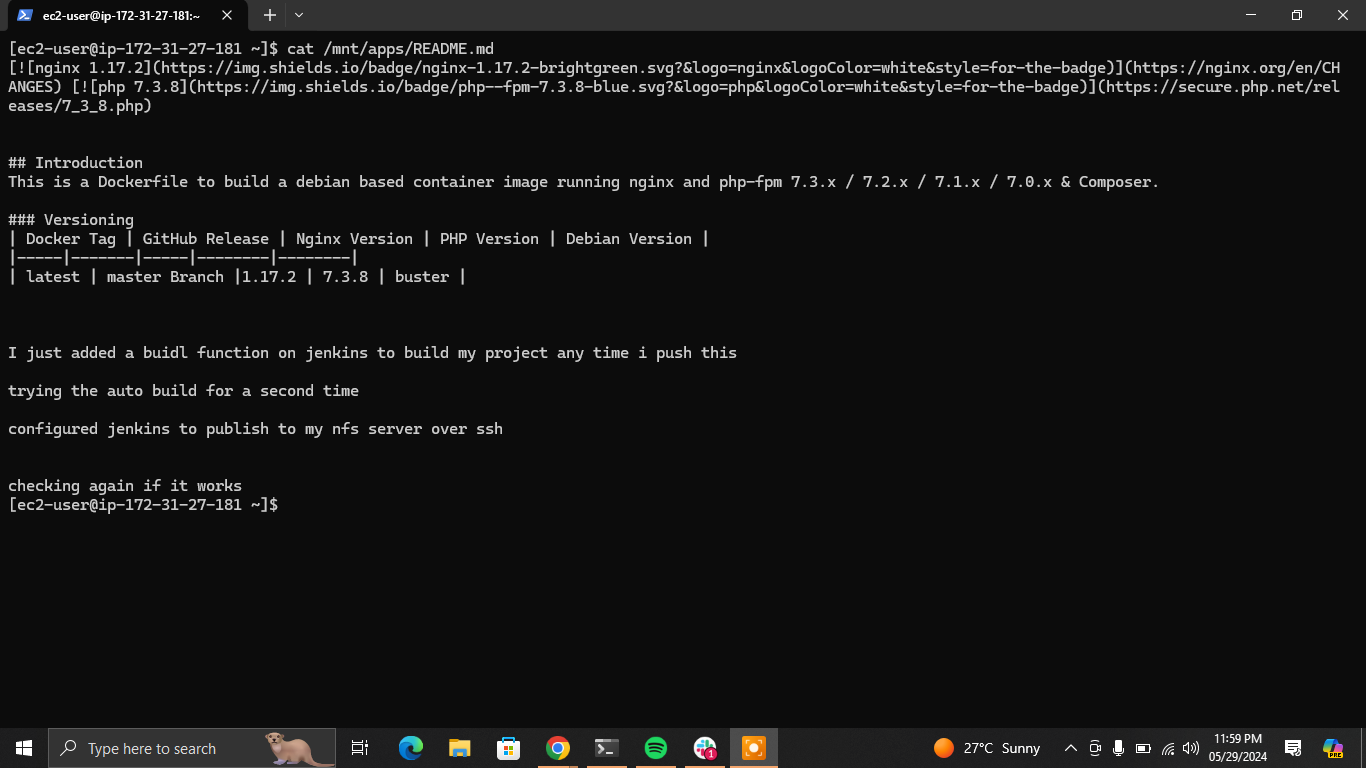 ec2-user@ip-172-31-27-181:~
[ec2-user@ip-172-31-27-181 ~]$ cat /mnt/apps/README.md
[![nginx 1.17.2](https://img.shields.io/badge/nginx-1.17.2-brightgreen.svg?&logo=nginx&logoColor=white&style=for-the-badge)](https://nginx.org/en/CH
ANGES) [![php 7.3.8](https://img.shields.io/badge/php--fpm-7.3.8-blue.svg?&logo=php&logoColor=white&style=for-the-badge)](https://secure.php.net/rel
eases/7_3_8.php)
## Introduction
This is a Dockerfile to build a debian based container image running nginx and php-fpm 7.3.x / 7.2.x / 7.1.x / 7.0.x & Composer.
### Versioning
| Docker Tag | GitHub Release | Nginx Version | PHP Version | Debian Version |
|-----|-------|-----|--------|--------|
| latest | master Branch |1.17.2 | 7.3.8 | buster |
I just added a buidl function on jenkins to build my project any time i push this
trying the auto build for a second time
configured jenkins to publish to my nfs server over ssh
checking again if it works
[ec2-user@ip-172-31-27-181 ~]$
Type here to search
1
27°C Sunny
11:59 PM
05/29/2024
PRE